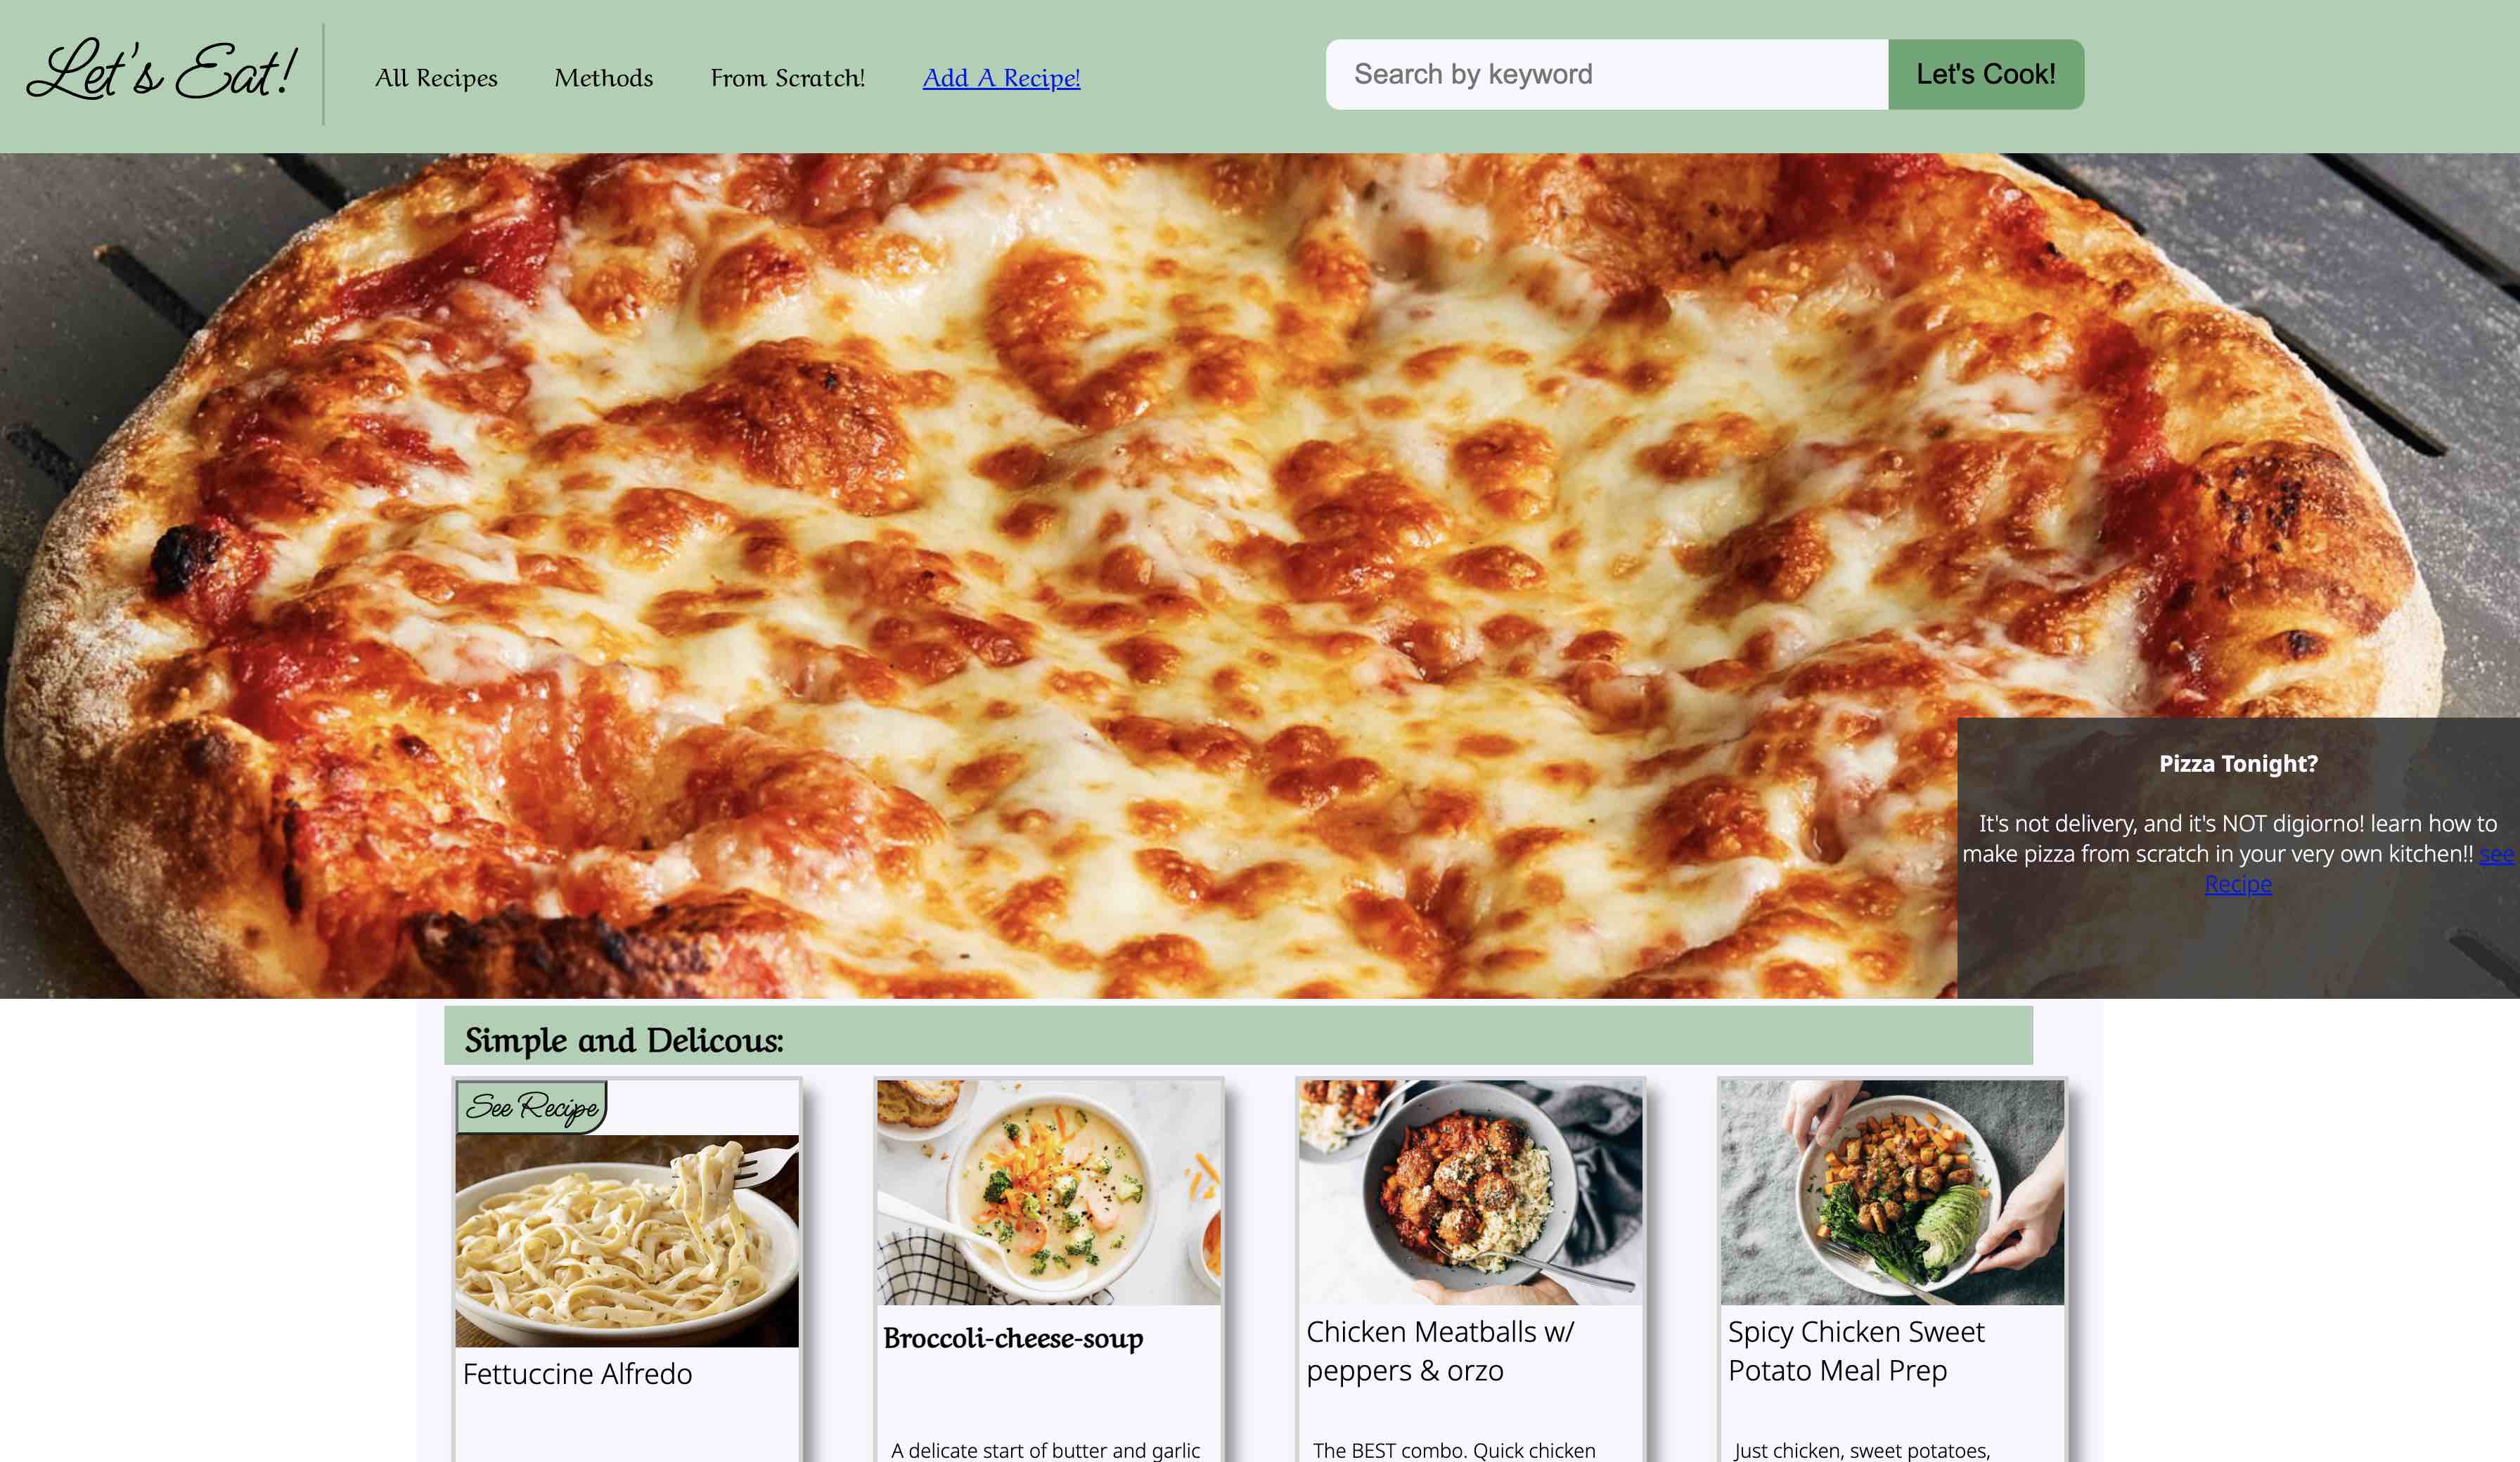 Let's Eat!
All Recipes
Methods
From Scratch!
Add A Recipe!
Search by keyword
Let's Cook!
Pizza Tonight?
It's not delivery, and it's NOT digiorno! learn how to
make pizza from scratch in your very own kitchen!! see
Recipe
Simple and Delicous:
See Recipe
Fettuccine Alfredo
Broccoli-cheese-soup
A delicate start of butter and garlic
Chicken Meatballs w/
peppers & orzo
The BEST combo. Quick chicken
Spicy Chicken Sweet
Potato Meal Prep
Just chicken, sweet potatoes,